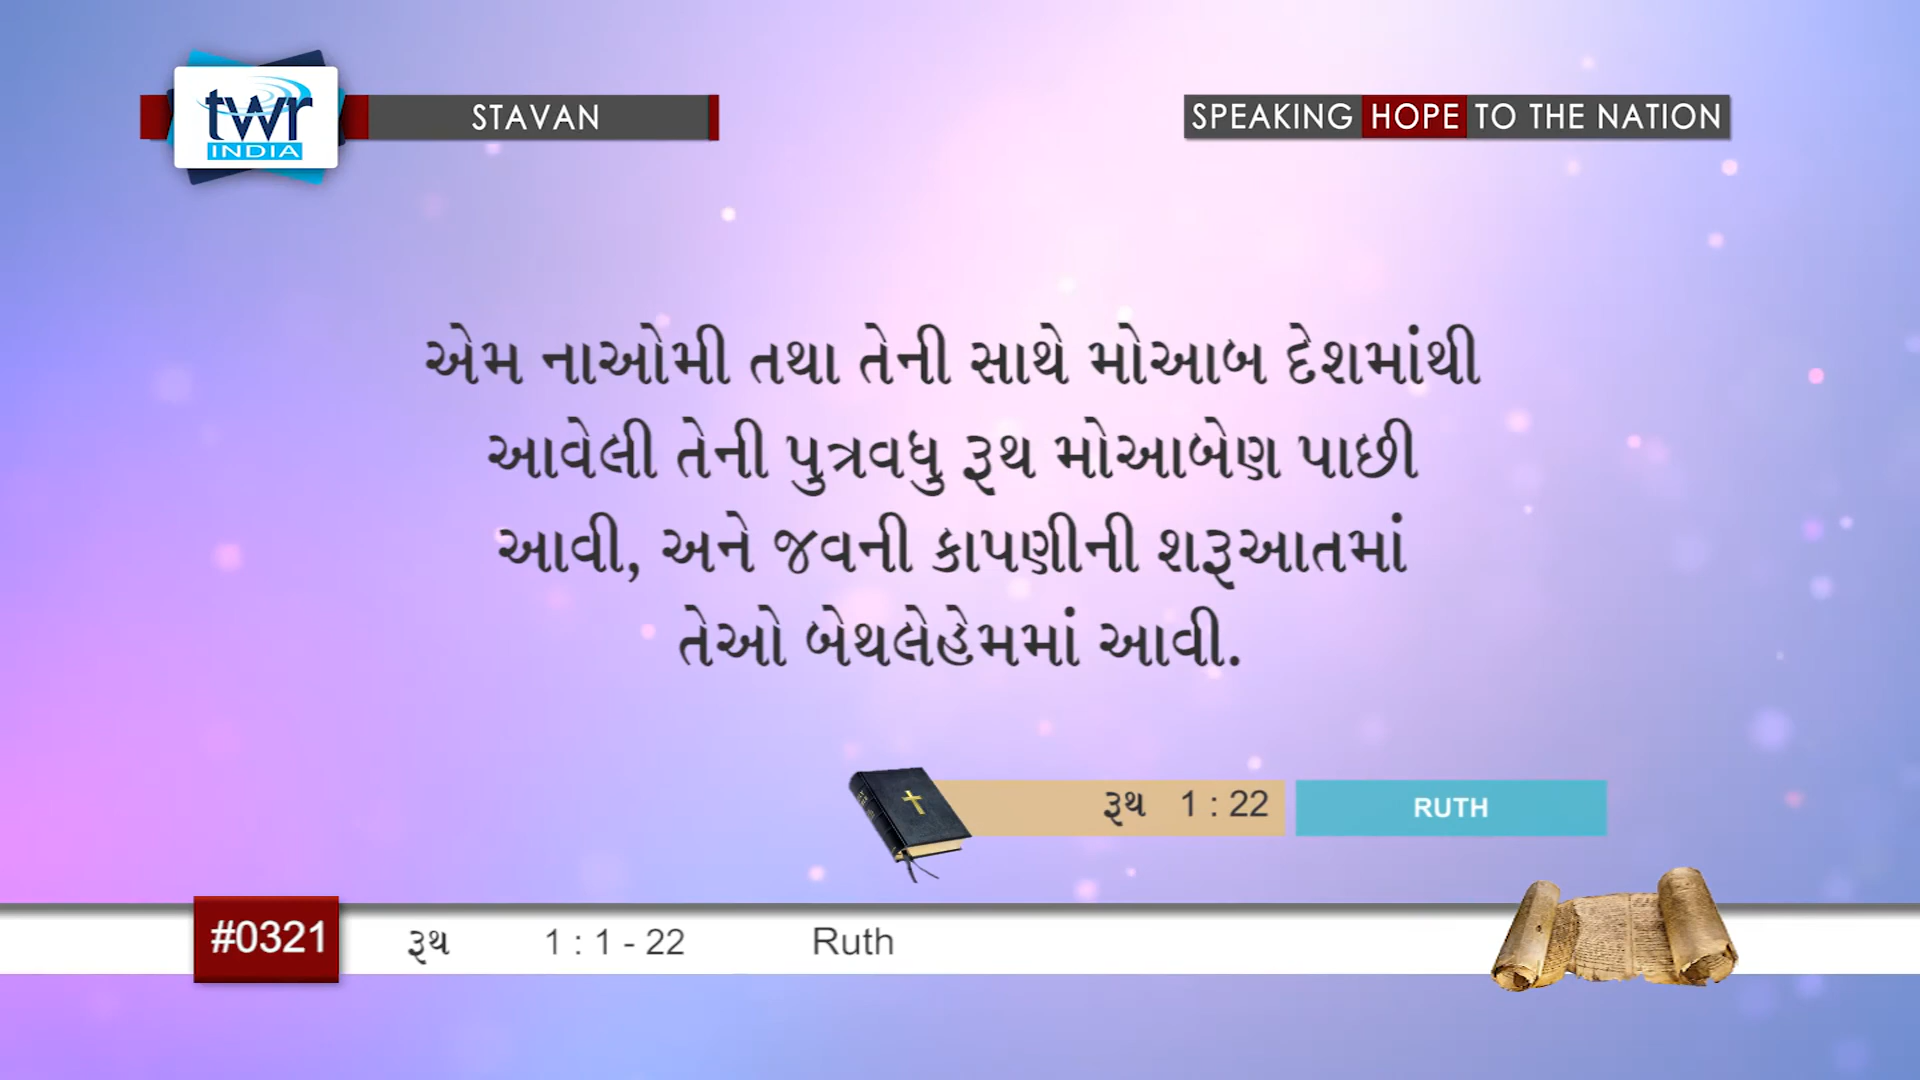 twr
INDIA
STAVAN
SPEAKING HOPE TO THE NATION
એમ નાઓમી તથા તેની સાથે મોઆબ દેશમાંથી
આવેલી તેની પુત્રવધુ રૂથ મોઆબેણ પાછી
આવી, અને જવની કાપણીની શરૂઆતમાં
તેઓ બેથલેહેમમાં આવી.
રૂથ 1 : 22
RUTH
#0321 રૂથ 1 : 1 - 22 Ruth